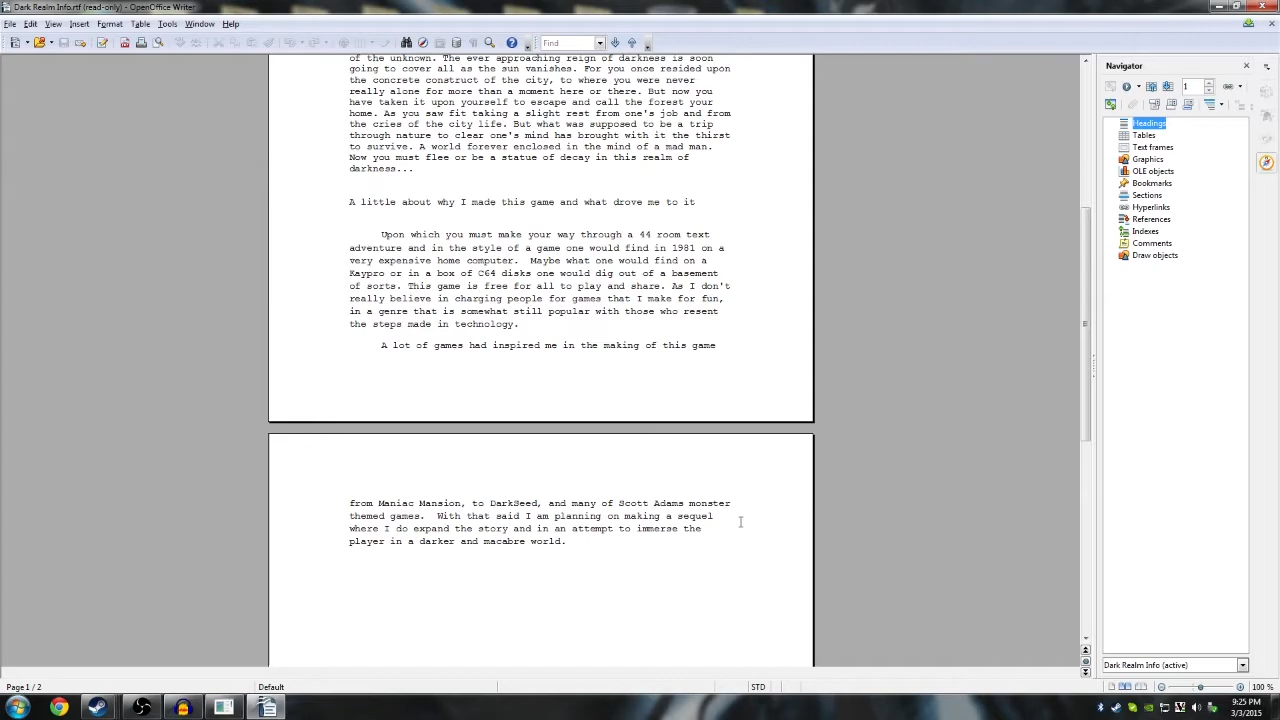 Dark Realm Info.rtf (read-only) - OpenOffice Writer
File Edit View Insert Format Table Tools Window Help
Find
of the unknown. The ever approaching reign of darkness is soon
going to cover all as the sun vanishes. For you once resided upon
the concrete construct of the city, to where you were never
really alone for more than a moment here or there. But now you
have taken it upon yourself to escape and call the forest your
home. As you saw fit taking a slight rest from one's job and from
the cries of the city life. But what was supposed to be a trip
through nature to clear one's mind has brought with it the thirst
to survive. A world forever enclosed in the mind of a mad man.
Now you must flee or be a statue of decay in this realm of
darkness...
A little about why I made this game and what drove me to it
Upon which you must make your way through a 44 room text
adventure and in the style of a game one would find in 1981 on a
very expensive home computer.  Maybe what one would find on a
Kaypro or in a box of C64 disks one would dig out of a basement
of sorts. This game is free for all to play and share. As I don't
really believe in charging people for games that I make for fun,
in a genre that is somewhat still popular with those who resent
the steps made in technology.
A lot of games had inspired me in the making of this game
from Maniac Mansion, to DarkSeed, and many of Scott Adams monster
themed games.  With that said I am planning on making a sequel
where I do expand the story and in an attempt to immerse the
player in a darker and macabre world.
Navigator
1
Headings
Tables
Text frames
Graphics
OLE objects
Bookmarks
Sections
Hyperlinks
References
Indexes
Comments
Draw objects
Dark Realm Info (active)
Page 1 / 2 Default STD 100 %
9:25 PM
3/3/2015